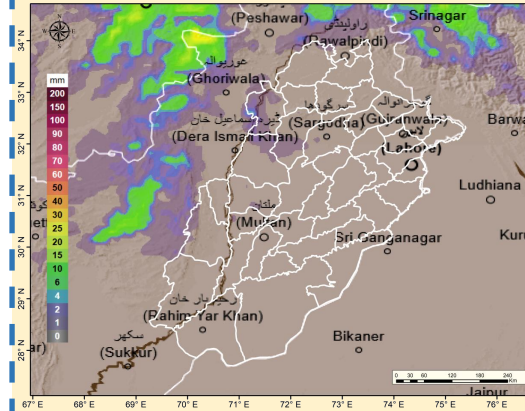 (Peshawar)
راولپنڈی
(Rawalpindi)
Srinagar
غوریوالہ
(Ghoriwala)
گوجرانوالہ
(Gujranwala)
سرگودھا
(Sargodha)
ڈیرہ اسماعیل خان
(Dera Ismail Khan)
لاہور
(Lahore)
Barwa
Ludhiana
ملتان
(Multan)
Sri Ganganagar
Kuru
رحیم یار خان
(Rahim Yar Khan)
سکھر
(Sukkur)
Bikaner
Jaipur
mm
200
150
100
90
80
70
60
50
40
30
25
20
15
10
6
4
2
1
0
34° N
33° N
32° N
31° N
30° N
29° N
28° N
0 30 60 120 180 240
Km
67° E 68° E 69° E 70° E 71° E 72° E 73° E 74° E 75° E 76° E